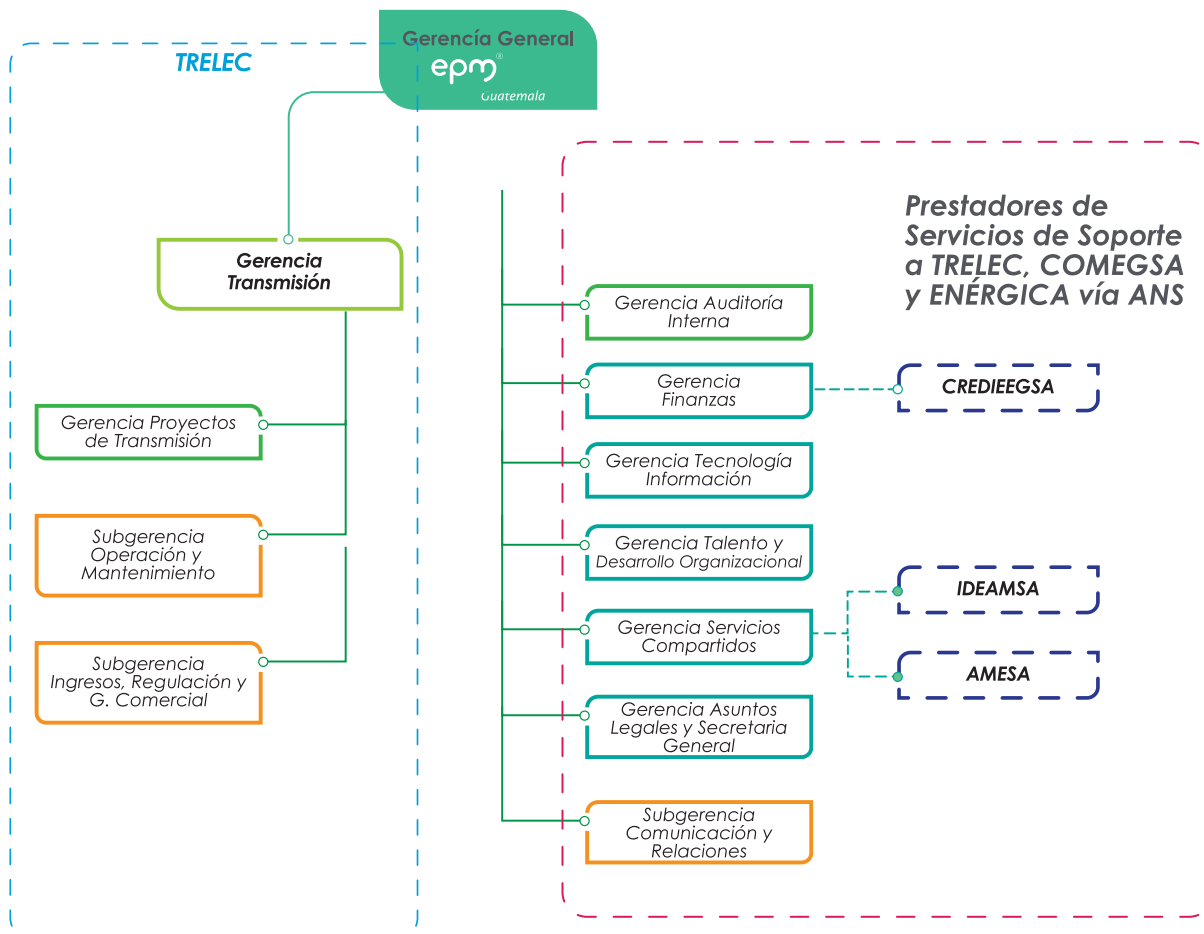 Gerencía General
epm®
Guatemala
TRELEC
Gerencia
Transmisión
Gerencia Proyectos
de Transmisión
Subgerencia
Operación y
Mantenimiento
Subgerencia
Ingresos, Regulación y
G. Comercial
Prestadores de
Servicios de Soporte
a TRELEC, COMEGSA
y ENÉRGICA vía ANS
Gerencia Auditoría
Interna
Gerencia
Finanzas
CREDIEEGSA
Gerencia Tecnología
Información
Gerencia Talento y
Desarrollo Organizacional
Gerencia Servicios
Compartidos
IDEAMSA
AMESA
Gerencia Asuntos
Legales y Secretaria
General
Subgerencia
Comunicación y
Relaciones